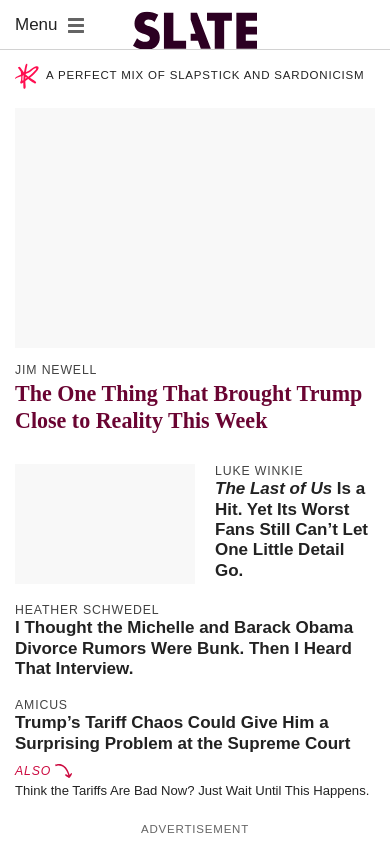 Menu
SLATE
A PERFECT MIX OF SLAPSTICK AND SARDONICISM
JIM NEWELL
The One Thing That Brought Trump
Close to Reality This Week
LUKE WINKIE
The Last of Us Is a
Hit. Yet Its Worst
Fans Still Can’t Let
One Little Detail
Go.
HEATHER SCHWEDEL
I Thought the Michelle and Barack Obama
Divorce Rumors Were Bunk. Then I Heard
That Interview.
AMICUS
Trump’s Tariff Chaos Could Give Him a
Surprising Problem at the Supreme Court
ALSO
Think the Tariffs Are Bad Now? Just Wait Until This Happens.
ADVERTISEMENT